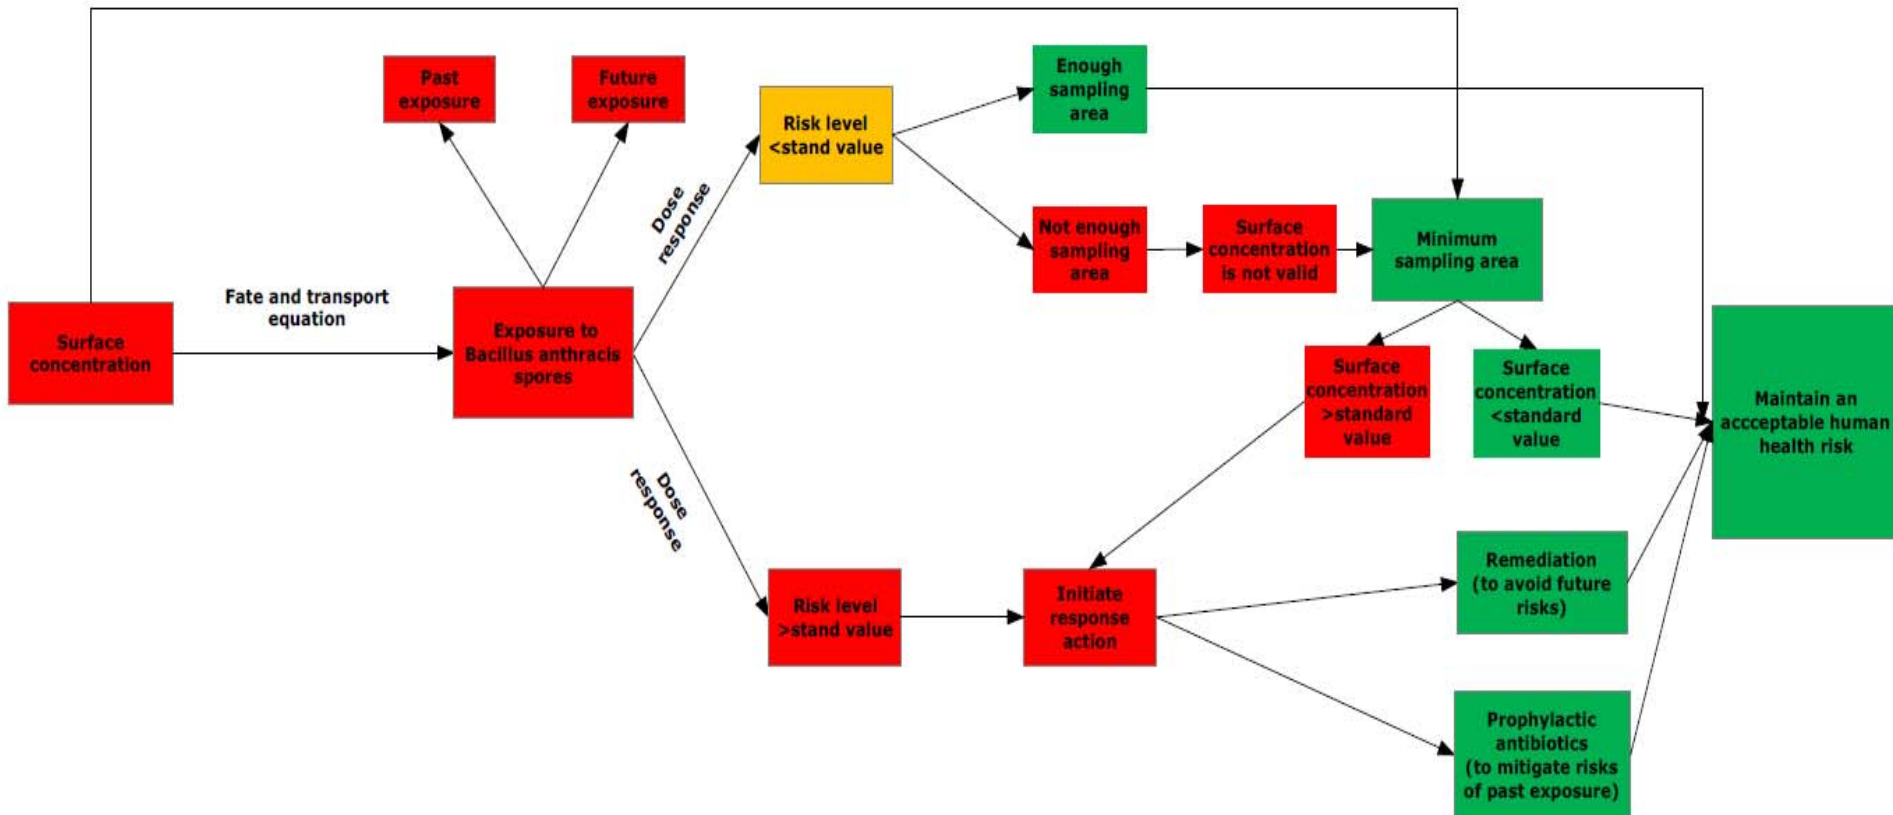 Past
exposure
Future
exposure
Enough
sampling
area
Risk level
<stand value
Dose
response
Not enough
sampling
area
Surface
concentration
is not valid
Minimum
sampling area
Fate and transport
equation
Surface
concentration
Exposure to
Bacillus anthracis
spores
Surface
concentration
>standard
value
Surface
concentration
<standard
value
Maintain an
accceptable human
health risk
Dose
response
Risk level
>stand value
Initiate
response
action
Remediation
(to avoid future
risks)
Prophylactic
antibiotics
(to mitigate risks
of past exposure)